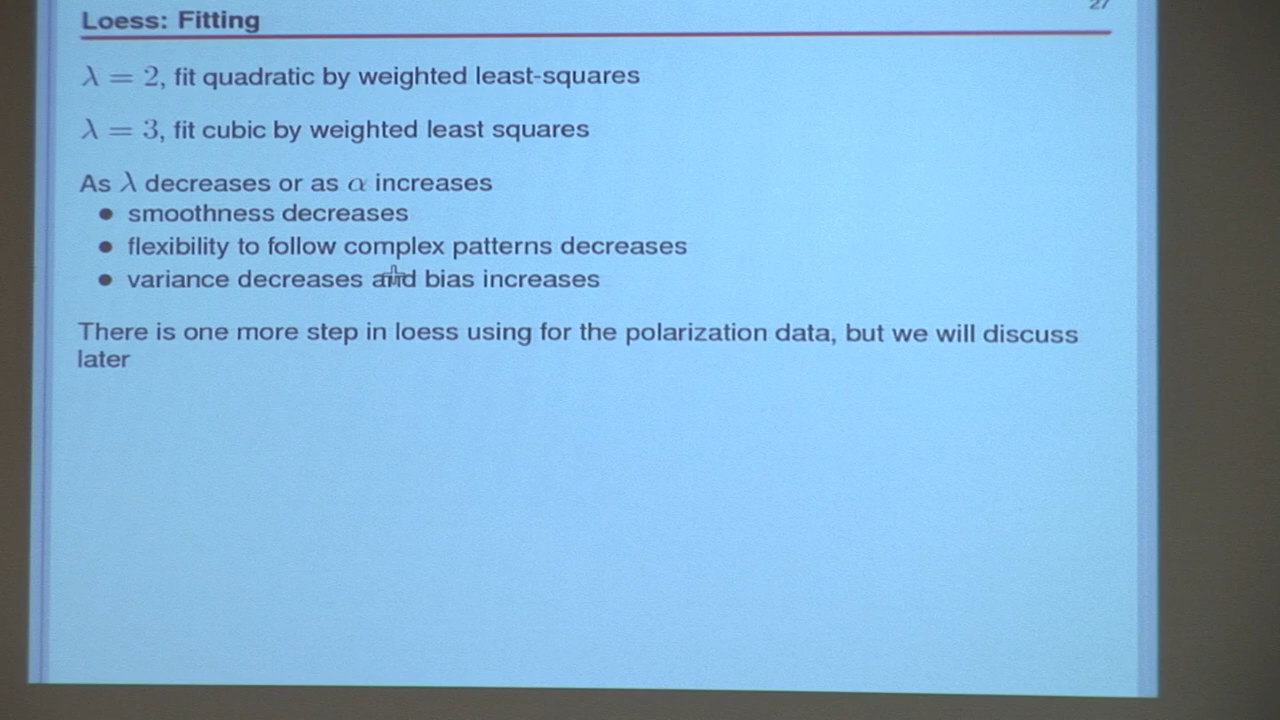 27
Loess: Fitting
λ = 2, fit quadratic by weighted least-squares
λ = 3, fit cubic by weighted least squares
As λ decreases or as α increases
• smoothness decreases
• flexibility to follow complex patterns decreases
• variance decreases and bias increases
There is one more step in loess using for the polarization data, but we will discuss
later